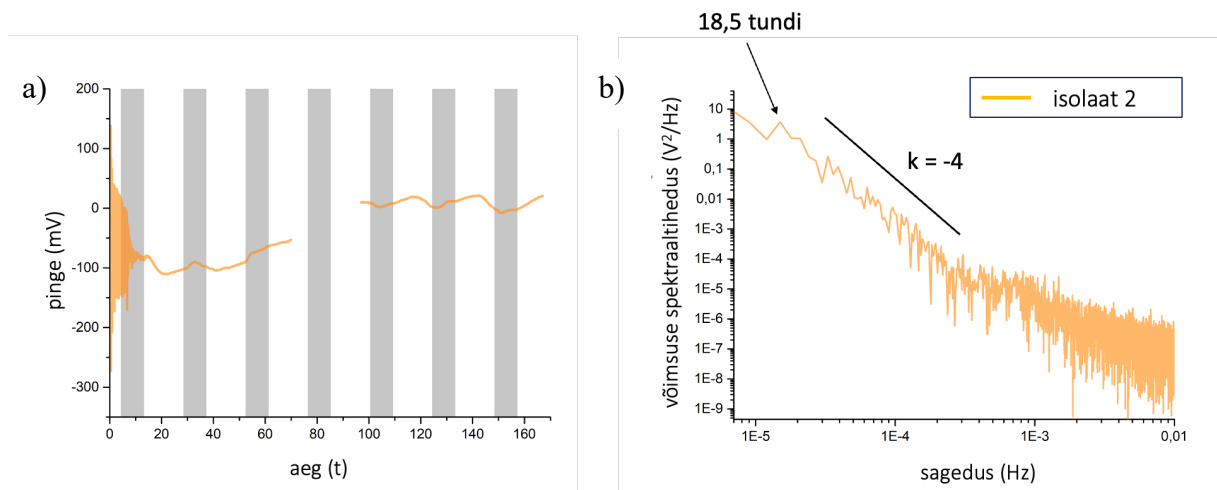 a)
200
100
0
-100
-200
-300
pinge (mV)
0
20
40
60
80
100
120
140
160
aeg (t)
18,5 tundi
b)
isolaat 2
k = -4
10
1
0,1
0,01
1E-3
1E-4
1E-5
1E-6
1E-7
1E-8
1E-9
võimsuse spektraaltihedus (V²/Hz)
1E-5
1E-4
1E-3
0,01
sagedus (Hz)